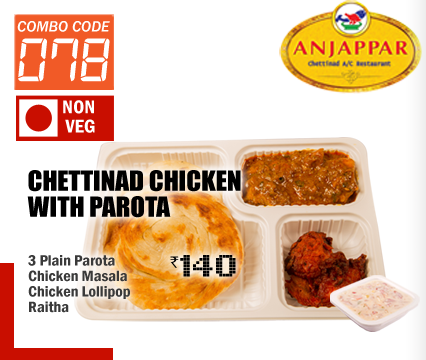 COMBO CODE
078
NON
VEG
ANJAPPAR
Chettinad A/C Restaurant
CHETTINAD CHICKEN
WITH PAROTA
3 Plain Parota
Chicken Masala
Chicken Lollipop
Raitha
₹140